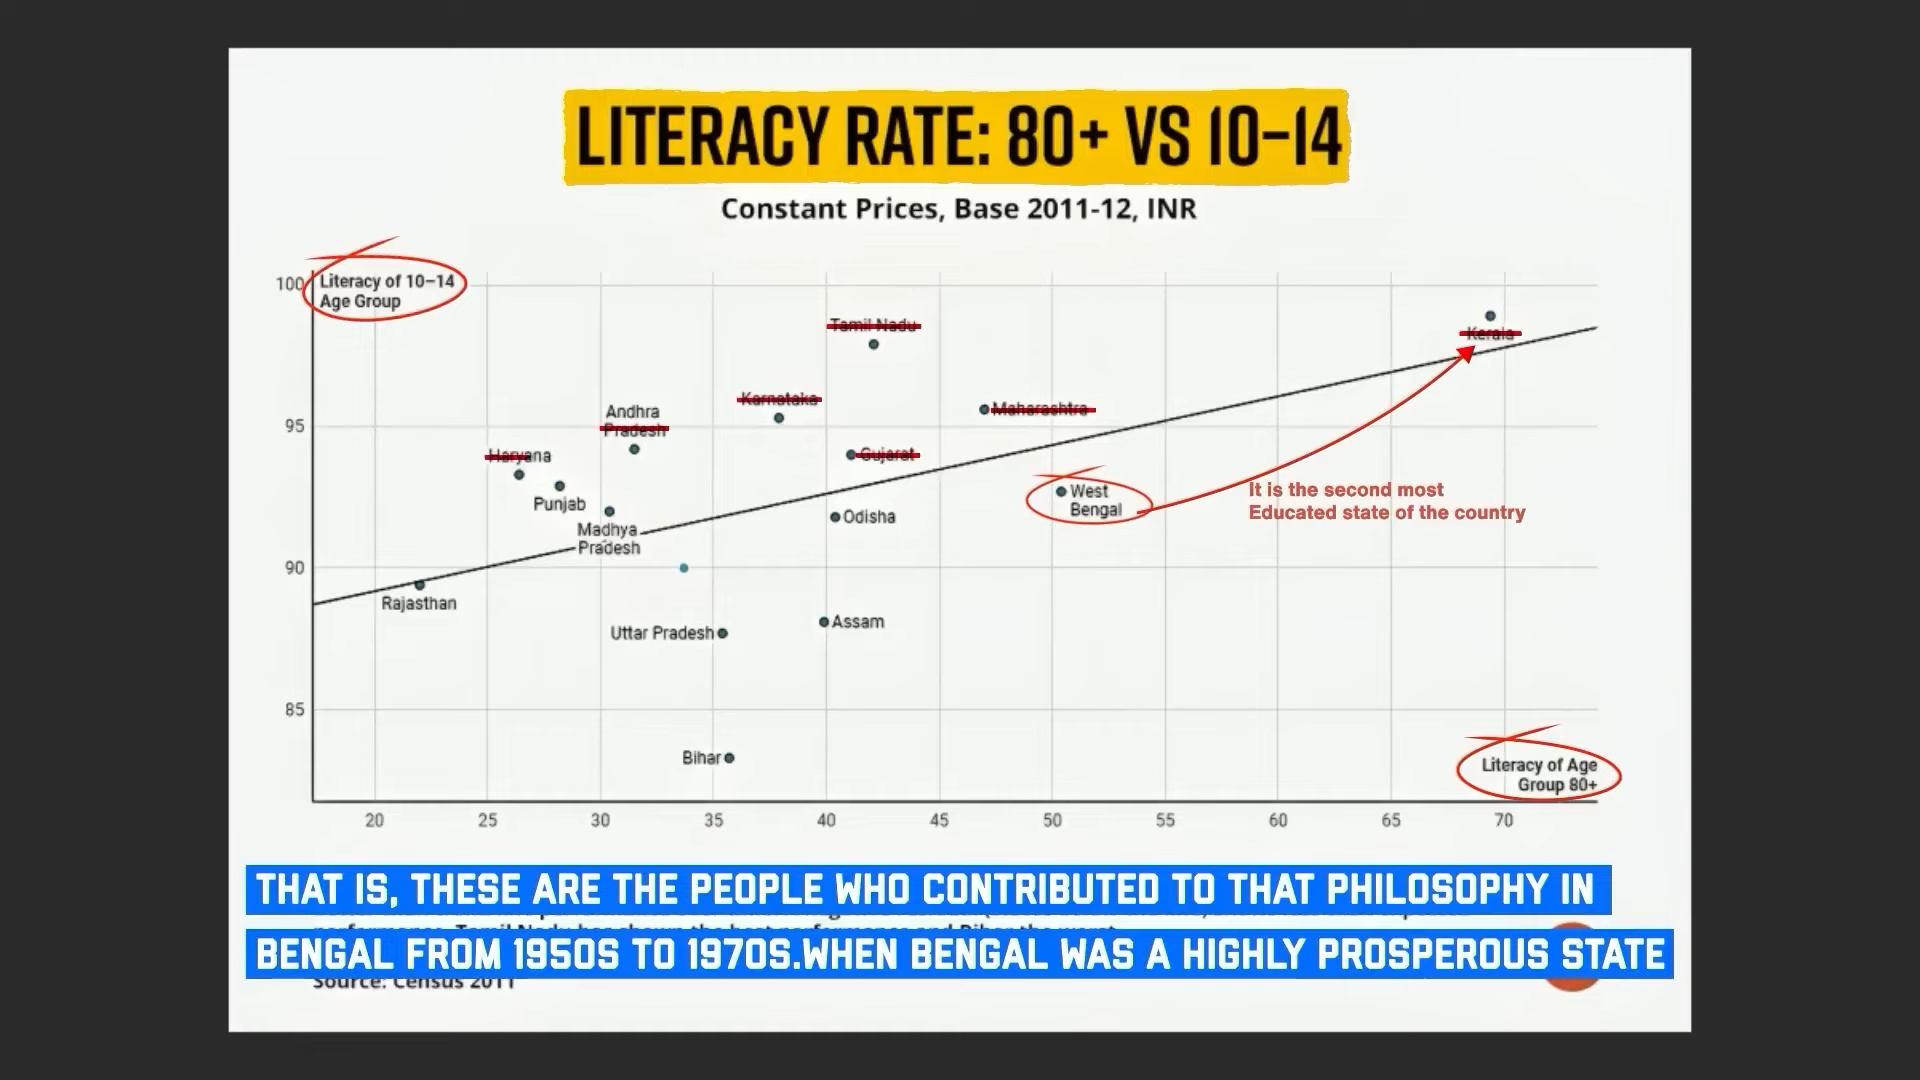 LITERACY RATE: 80+ VS 10–14
Constant Prices, Base 2011-12, INR
100
Literacy of 10–14
Age Group
Tamil Nadu
Kerala
Karnataka
Maharashtra
Andhra
Pradesh
95
Haryana
Gujarat
Punjab
West
Bengal
It is the second most
Educated state of the country
Odisha
Madhya
Pradesh
90
Rajasthan
Uttar Pradesh
Assam
85
Bihar
Literacy of Age
Group 80+
20 25 30 35 40 45 50 55 60 65 70
THAT IS, THESE ARE THE PEOPLE WHO CONTRIBUTED TO THAT PHILOSOPHY IN
BENGAL FROM 1950S TO 1970S.WHEN BENGAL WAS A HIGHLY PROSPEROUS STATE
Source: Census 2011